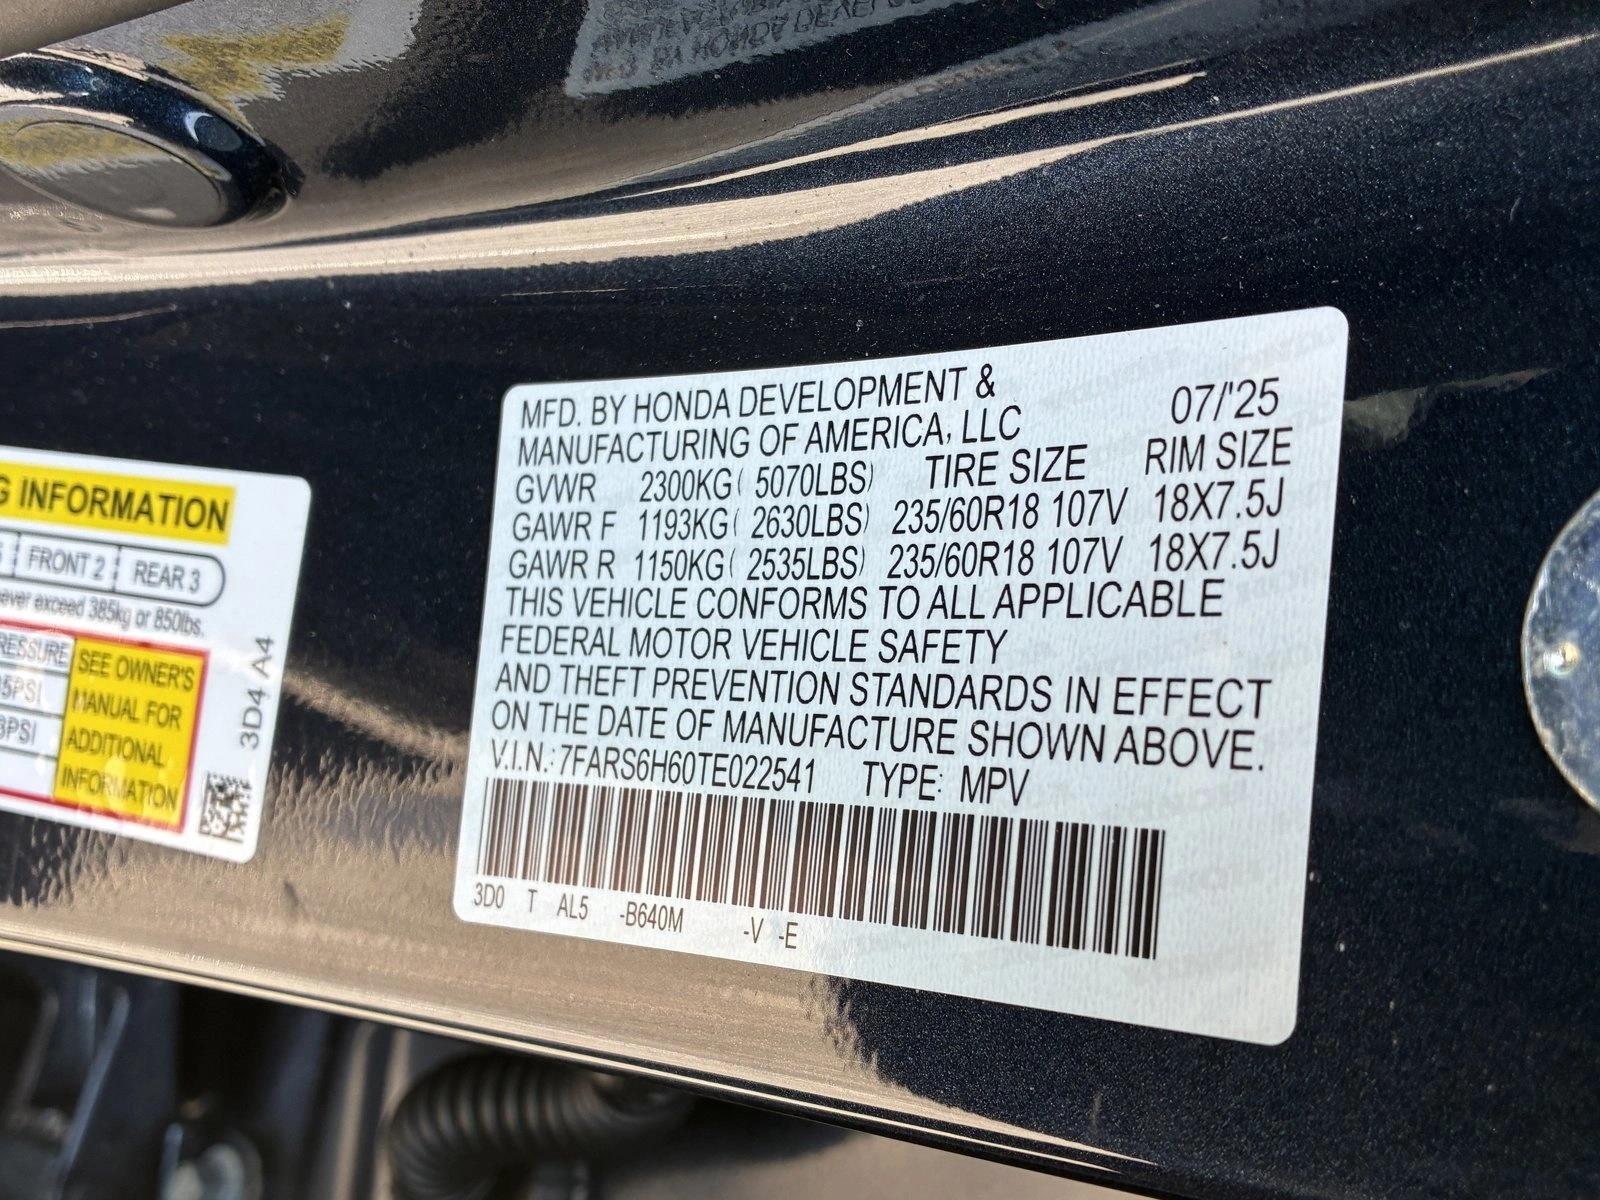 MFD. BY HONDA DEVELOPMENT &
MANUFACTURING OF AMERICA, LLC
07/'25
GVWR 2300KG( 5070LBS) TIRE SIZE RIM SIZE
GAWR F 1193KG( 2630LBS) 235/60R18 107V 18X7.5J
GAWR R 1150KG( 2535LBS) 235/60R18 107V 18X7.5J
THIS VEHICLE CONFORMS TO ALL APPLICABLE
FEDERAL MOTOR VEHICLE SAFETY
AND THEFT PREVENTION STANDARDS IN EFFECT
ON THE DATE OF MANUFACTURE SHOWN ABOVE.
V.I.N.: 7FARS6H60TE022541 TYPE: MPV
3D0 T AL5 -B640M -V -E
INFORMATION
FRONT 2 REAR 3
exceed 385kg or 850lbs.
SEE OWNER'S
MANUAL FOR
ADDITIONAL
INFORMATION
3D4 A4